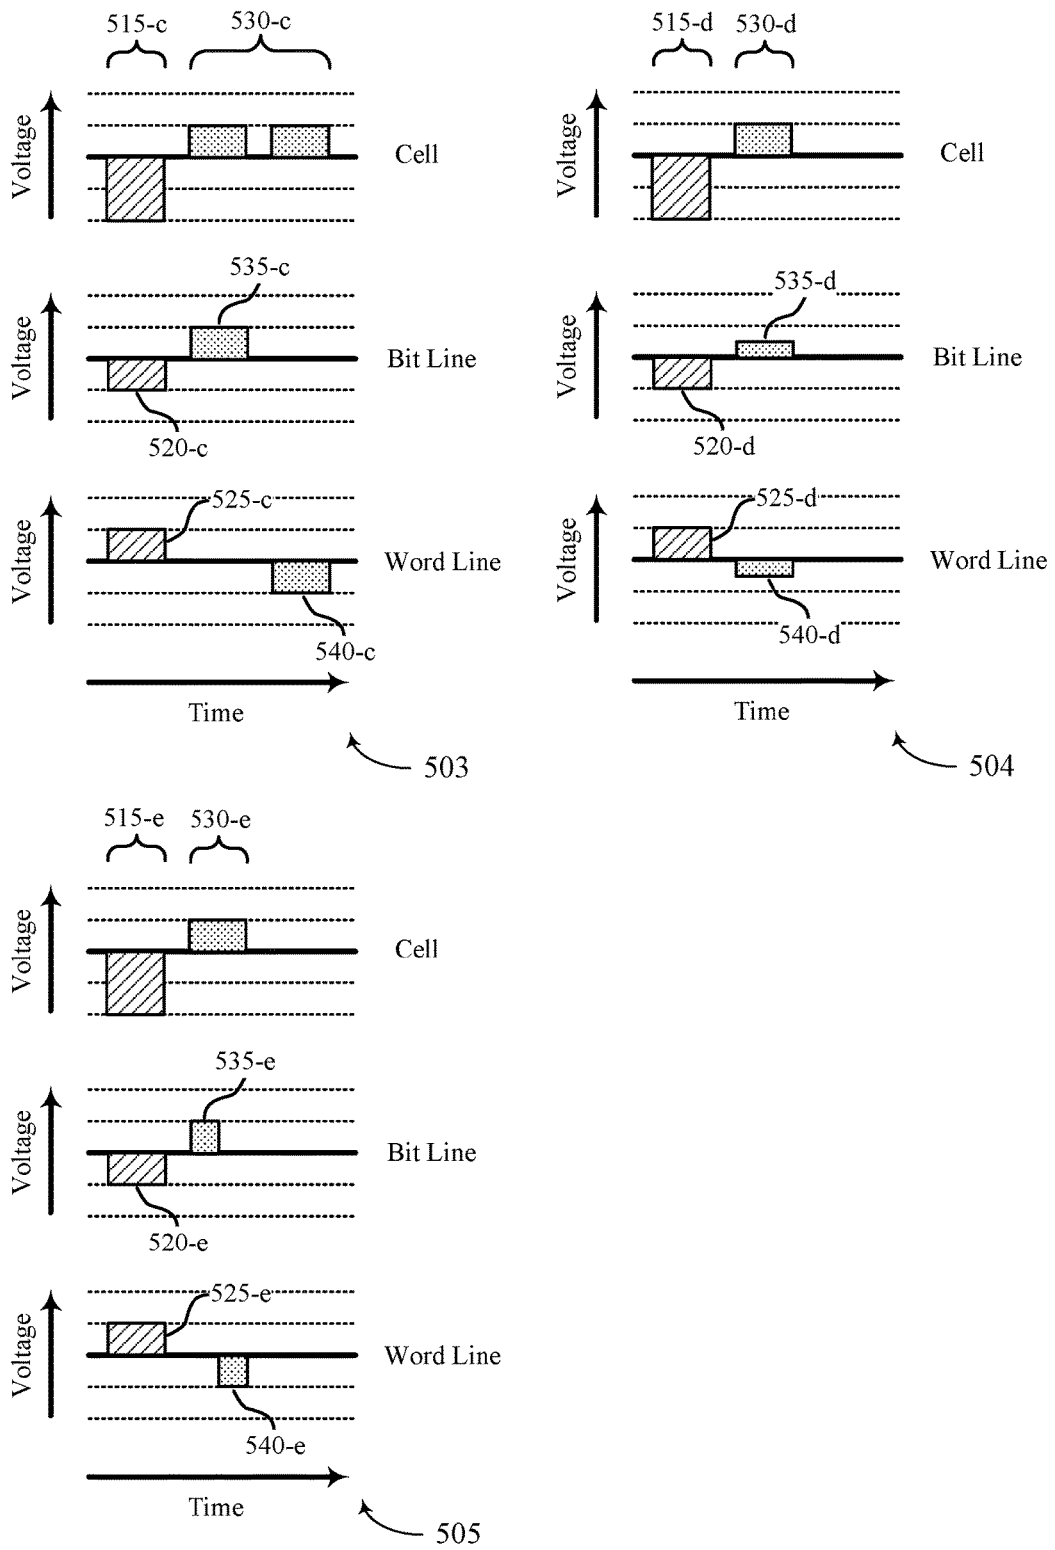 515-c
530-c
Voltage
Cell
535-c
Voltage
Bit Line
520-c
525-c
Voltage
Word Line
540-c
Time
503
515-d
530-d
Voltage
Cell
535-d
Voltage
Bit Line
520-d
525-d
Voltage
Word Line
540-d
Time
504
515-e
530-e
Voltage
Cell
535-e
Voltage
Bit Line
520-e
525-e
Voltage
Word Line
540-e
Time
505